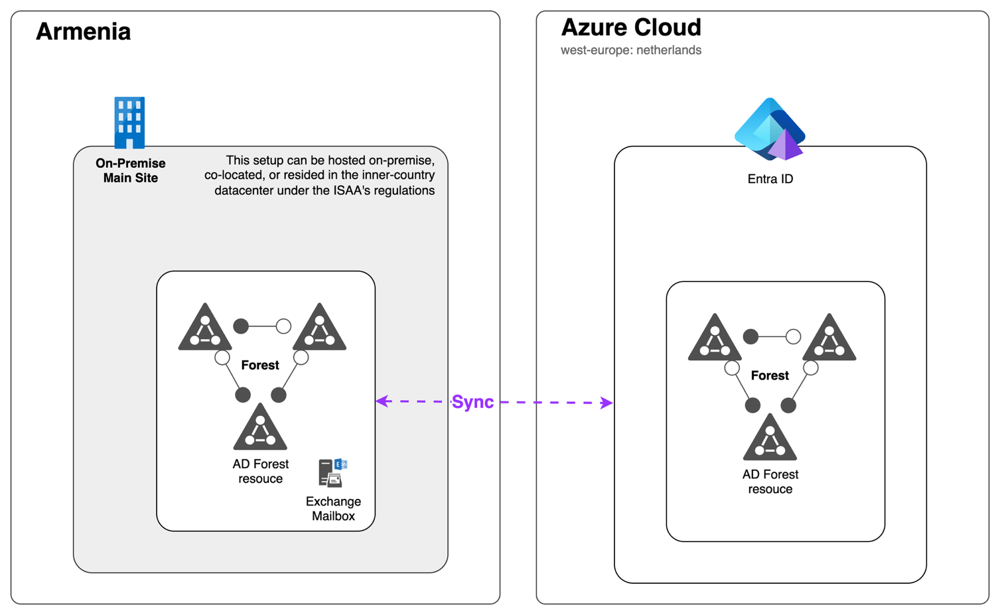 Armenia
On-Premise
Main Site
This setup can be hosted on-premise,
co-located, or resided in the inner-country
datacenter under the ISAA's regulations
Forest
AD Forest
resouce
Exchange
Mailbox
Sync
Azure Cloud
west-europe: netherlands
Entra ID
Forest
AD Forest
resouce